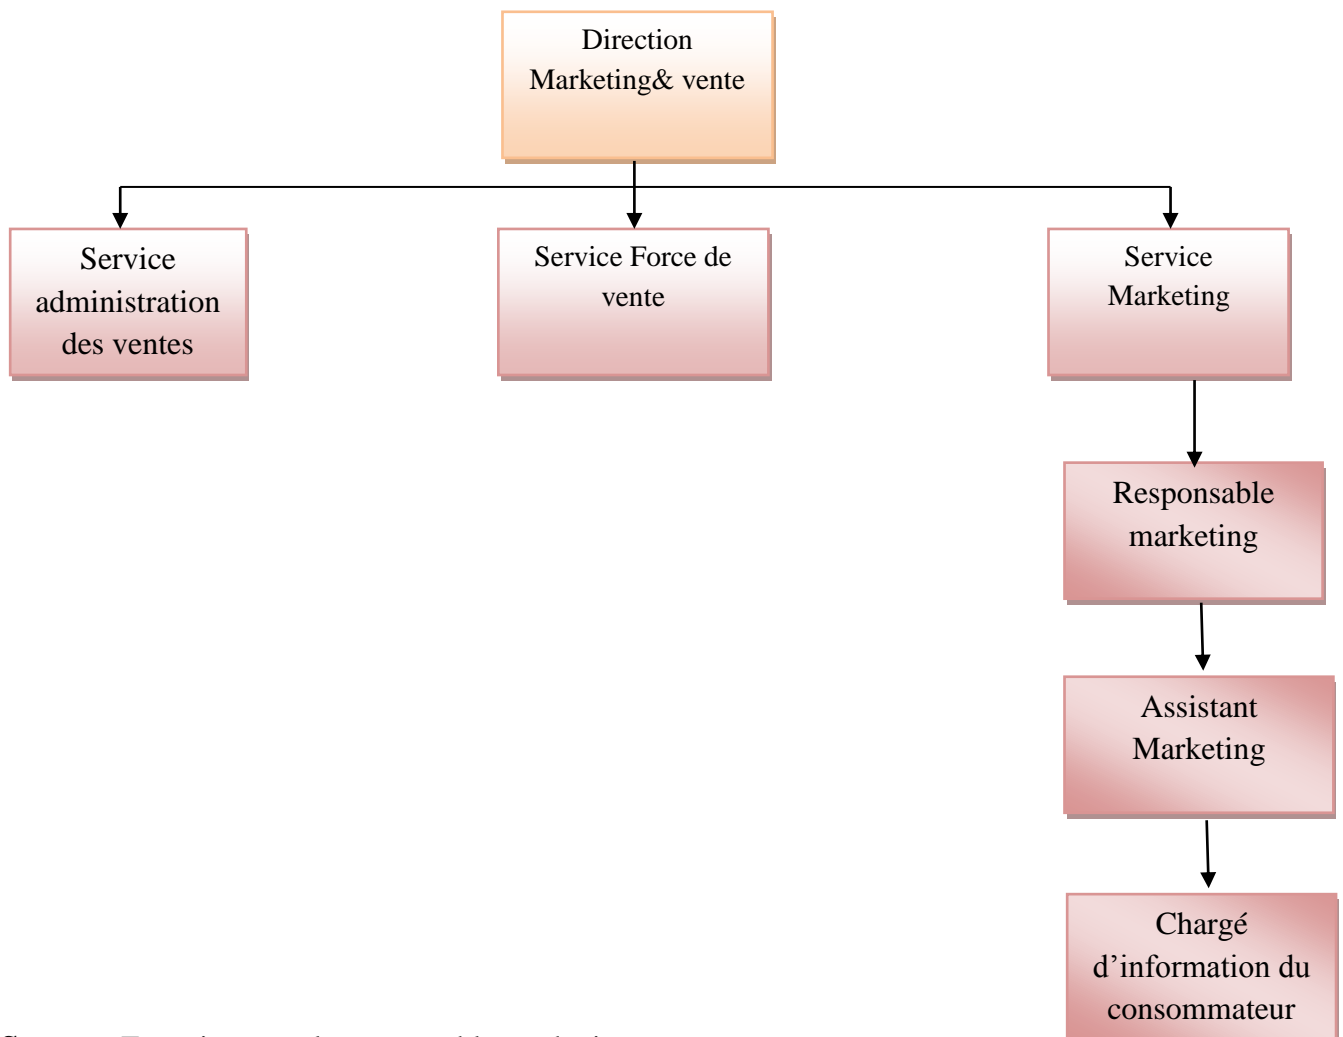 Direction
Marketing& vente
Service
administration
des ventes
Service Force de
vente
Service
Marketing
Responsable
marketing
Assistant
Marketing
Chargé
d’information du
consommateur